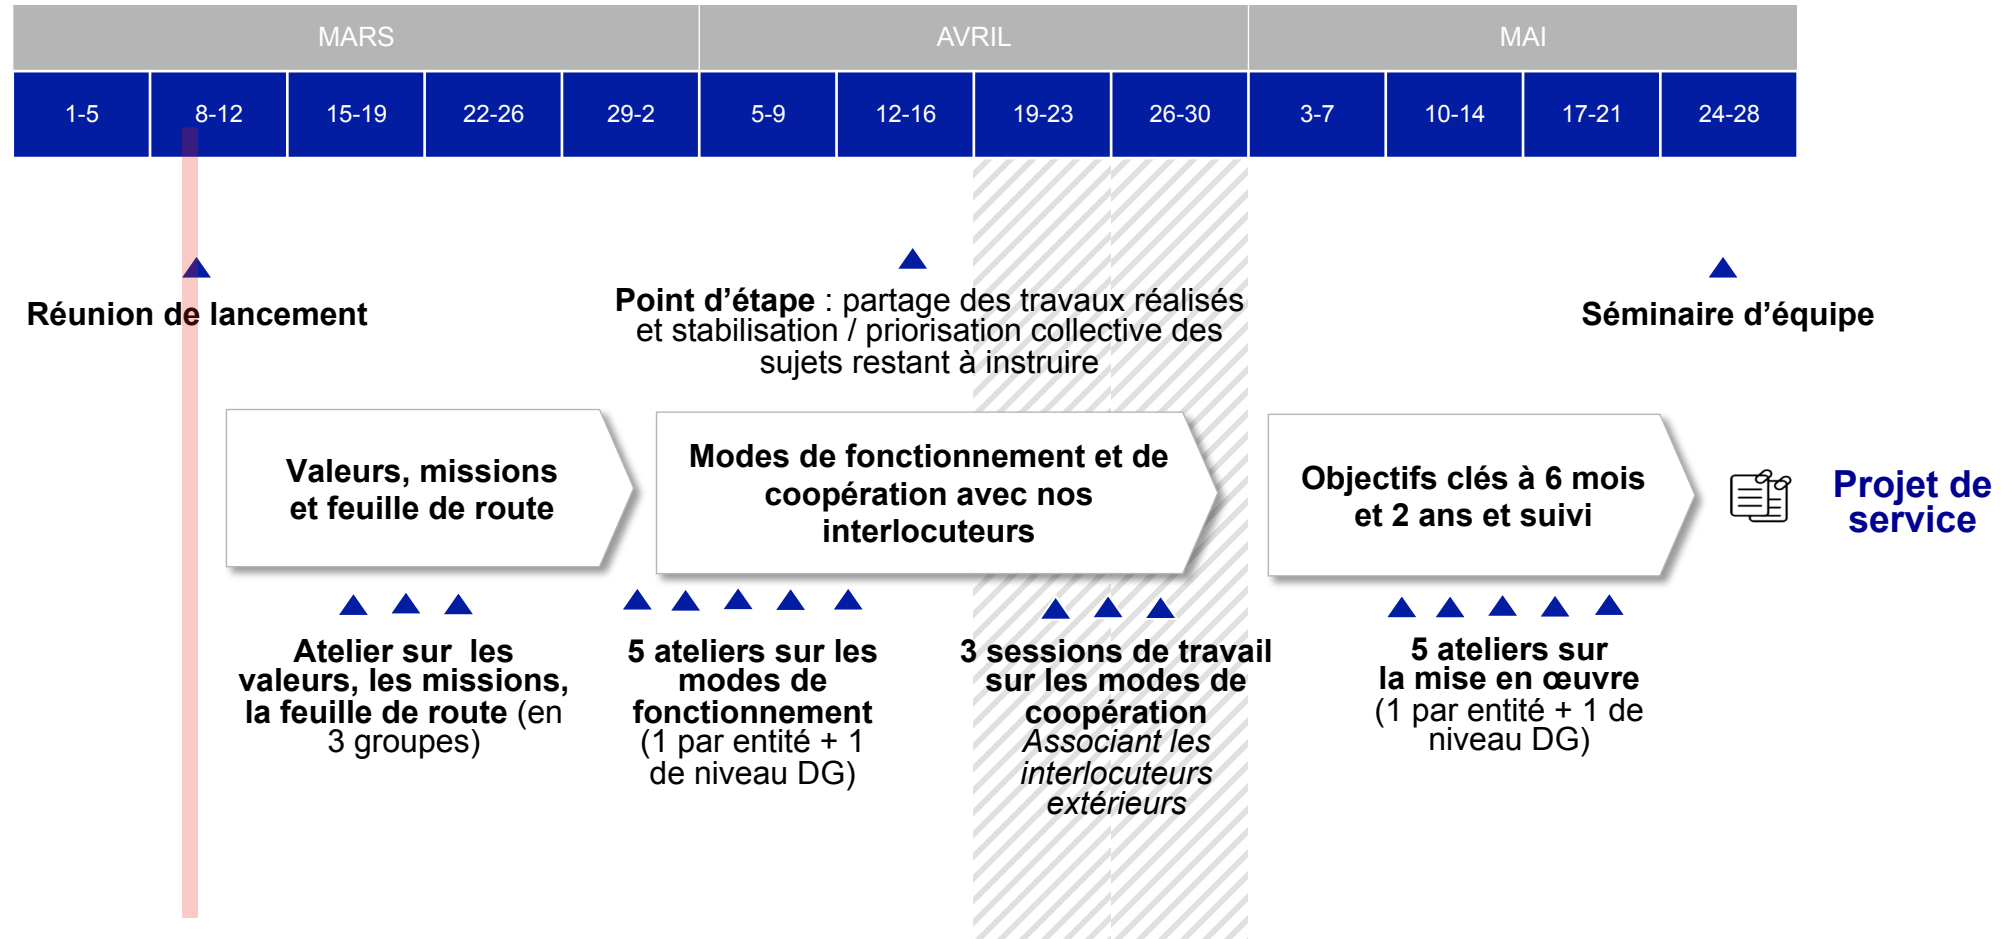 MARS
AVRIL
MAI
1-5
8-12
15-19
22-26
29-2
5-9
12-16
19-23
26-30
3-7
10-14
17-21
24-28
Réunion de lancement
Point d’étape : partage des travaux réalisés
et stabilisation / priorisation collective des
sujets restant à instruire
Séminaire d’équipe
Valeurs, missions
et feuille de route
Modes de fonctionnement et de
coopération avec nos
interlocuteurs
Objectifs clés à 6 mois
et 2 ans et suivi
Projet de
service
Atelier sur  les
valeurs, les missions,
la feuille de route (en
3 groupes)
5 ateliers sur les
modes de
fonctionnement
(1 par entité + 1
de niveau DG)
3 sessions de travail
sur les modes de
coopération
Associant les
interlocuteurs
extérieurs
5 ateliers sur
la mise en œuvre
(1 par entité + 1 de
niveau DG)